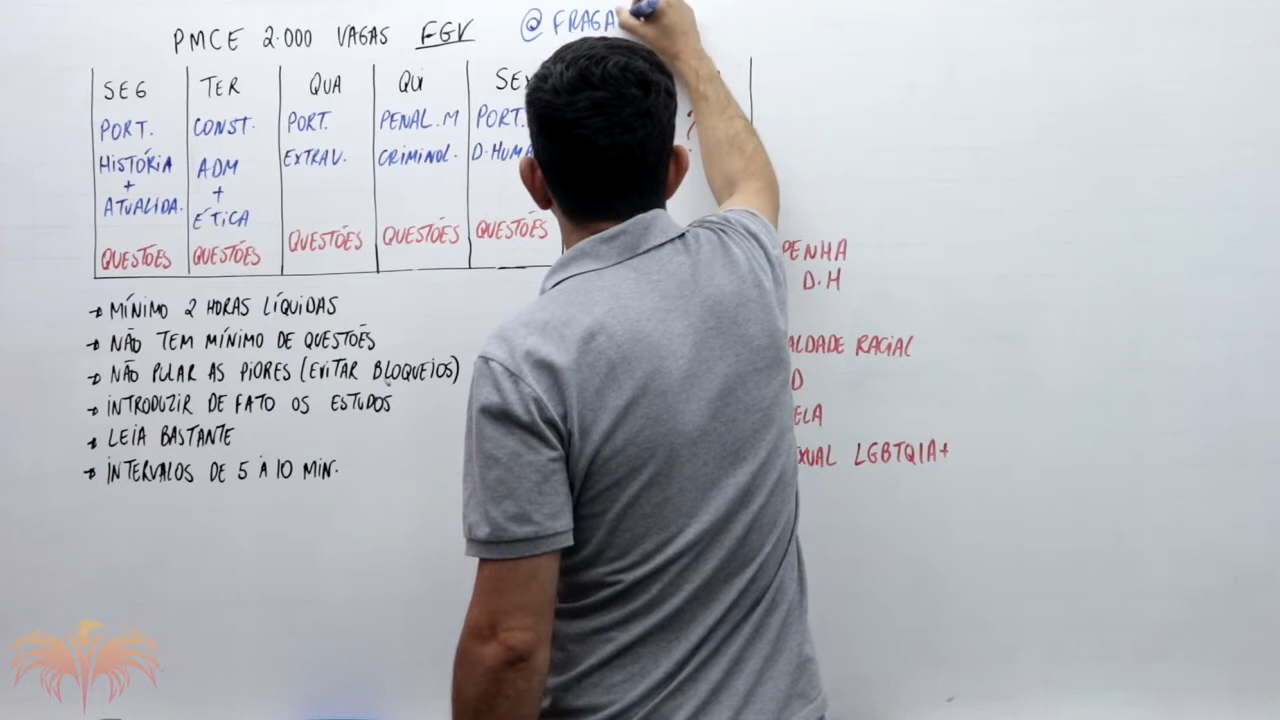 PMCE 2.000 VAGAS FGV @FRAGA
SEG TER QUA QUI SEX
PORT. CONST. PORT. PENAL.M PORT. ?
HISTÓRIA ADM EXTRAV. CRIMINOL. D.HUMA
+ +
ATUALIDA. ÉTICA
QUESTÕES QUESTÕES QUESTÕES QUESTÕES QUESTÕES
→ MÍNIMO 2 HORAS LÍQUIDAS
→ NÃO TEM MÍNIMO DE QUESTÕES
→ NÃO PULAR AS PIORES (EVITAR BLOQUEIOS)
→ INTRODUZIR DE FATO OS ESTUDOS
→ LEIA BASTANTE
→ INTERVALOS DE 5 À 10 MIN.
PENHA
D.H
ALDADE RACIAL
D
ELA
XUAL LGBTQIA+